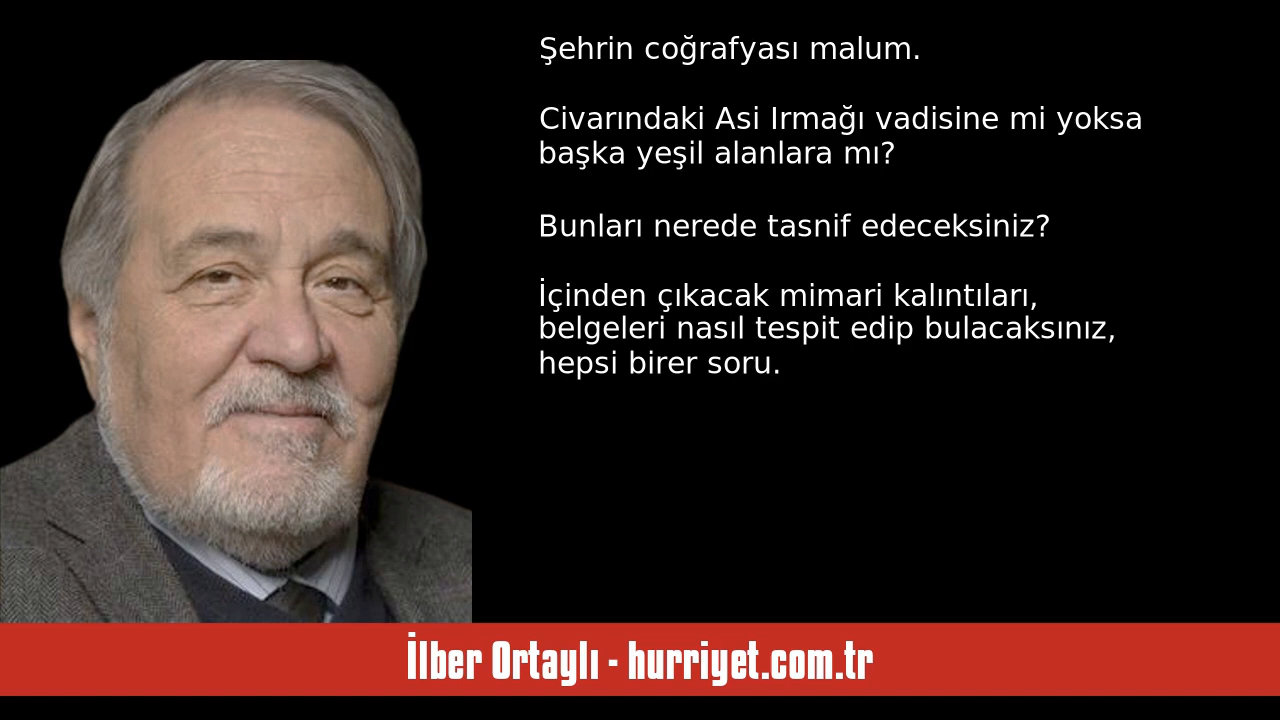 Şehrin coğrafyası malum.
Civarındaki Asi Irmağı vadisine mi yoksa
başka yeşil alanlara mı?
Bunları nerede tasnif edeceksiniz?
İçinden çıkacak mimari kalıntıları,
belgeleri nasıl tespit edip bulacaksınız,
hepsi birer soru.
İlber Ortaylı - hurriyet.com.tr